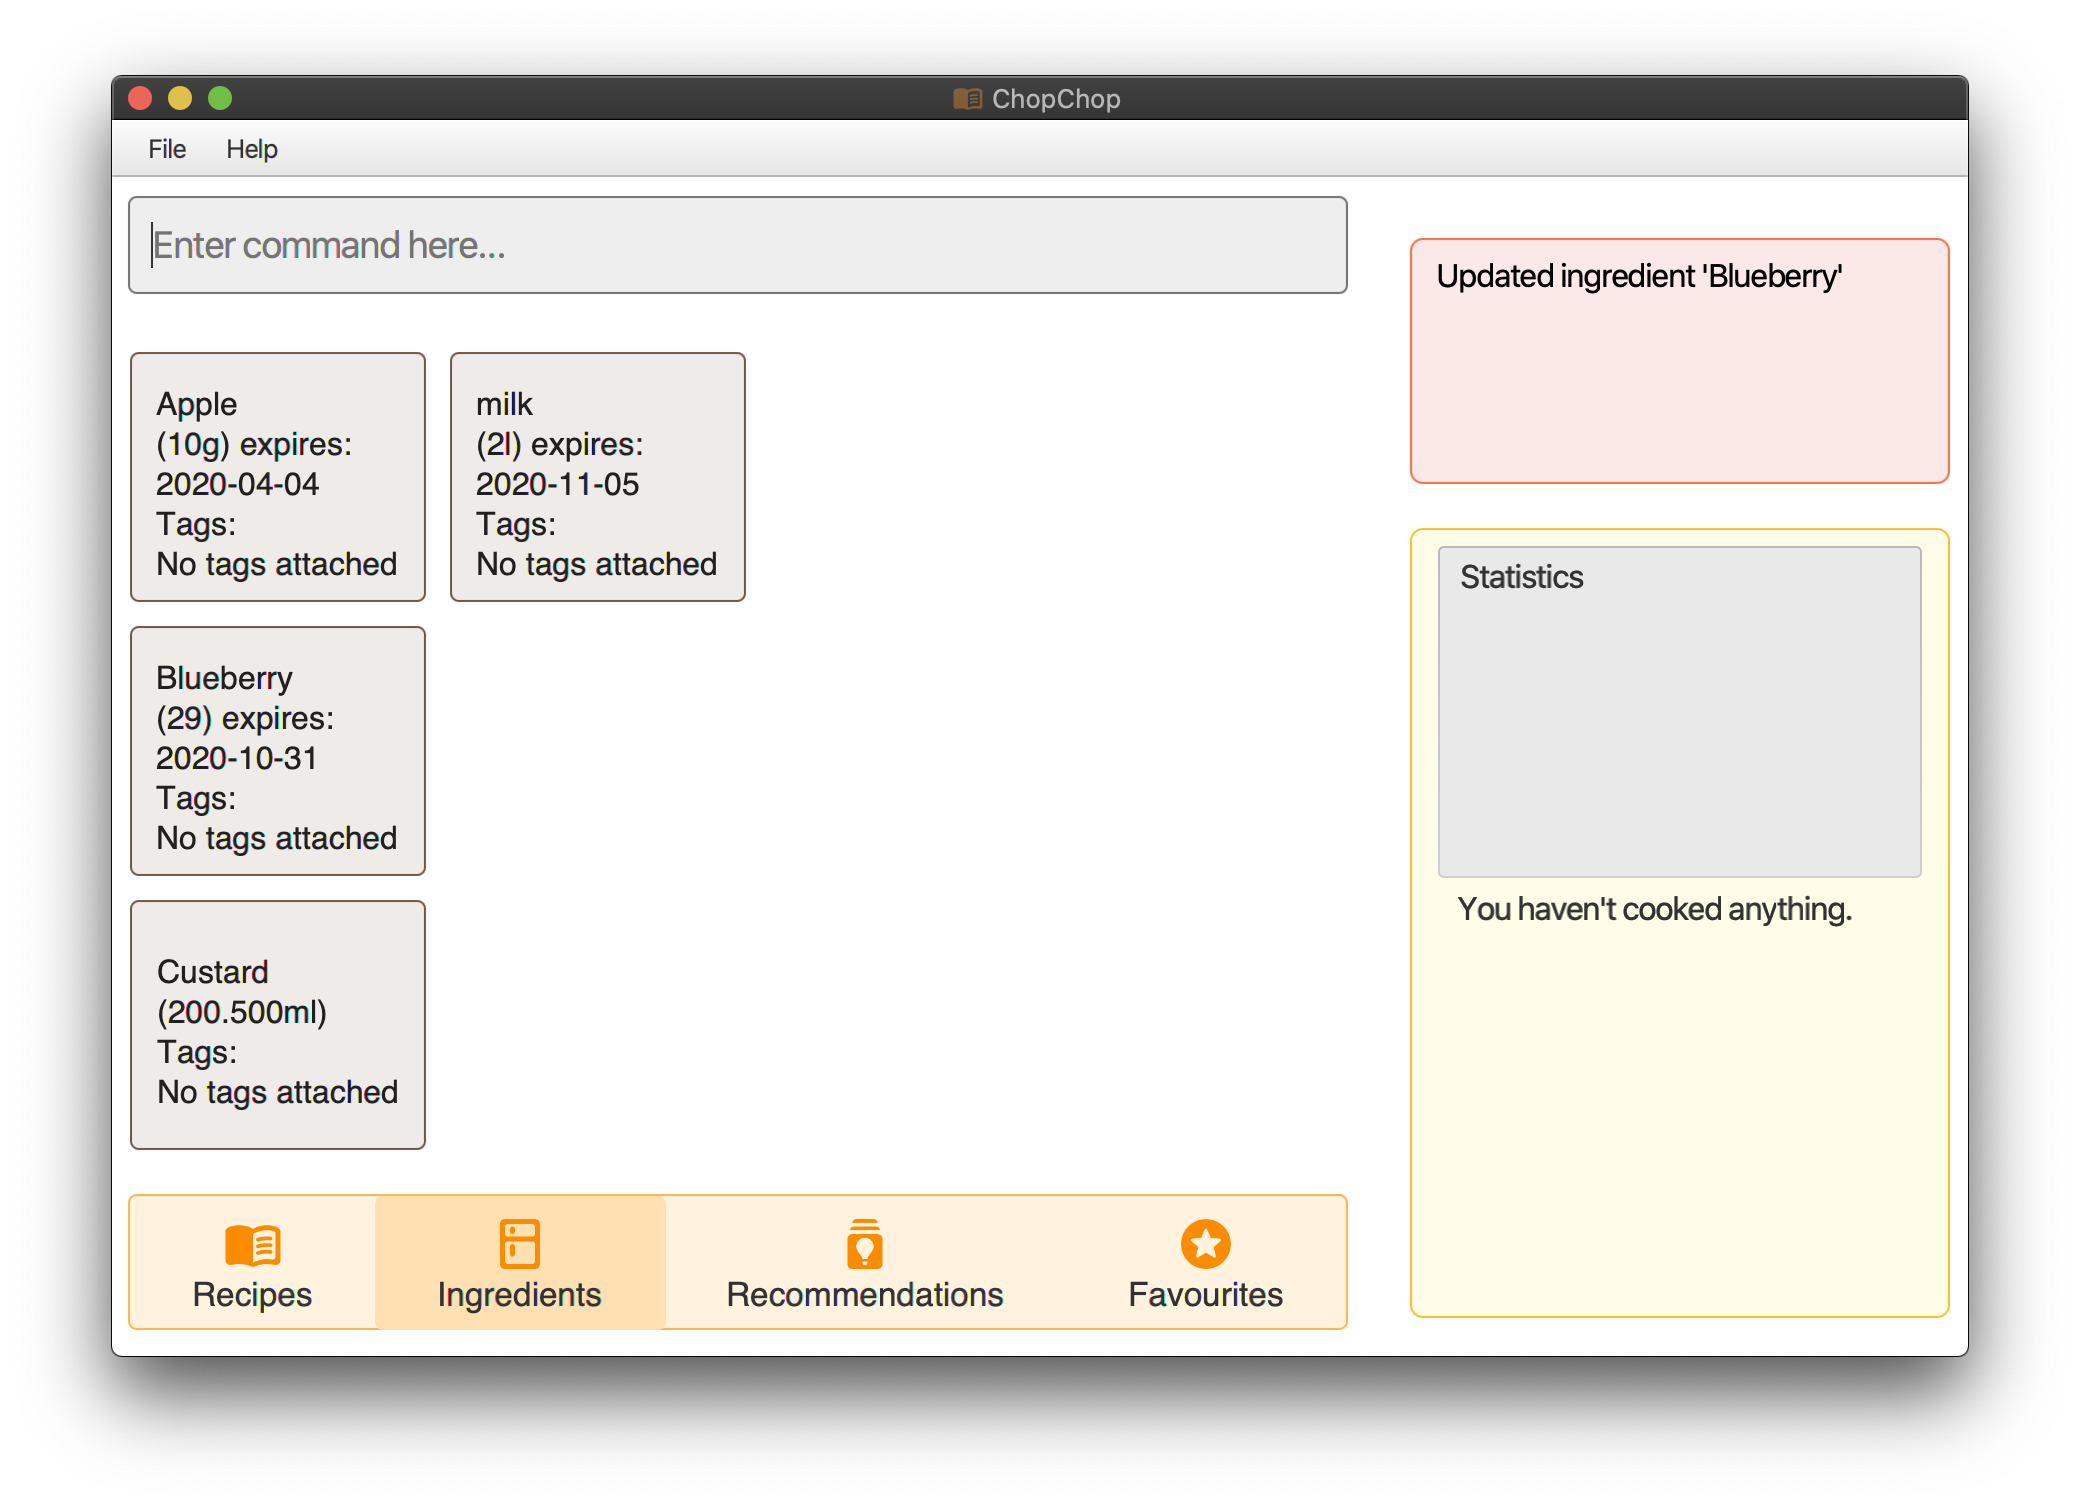 ChopChop
File Help
Enter command here...
Updated ingredient 'Blueberry'
Apple
(10g) expires:
2020-04-04
Tags:
No tags attached
milk
(2l) expires:
2020-11-05
Tags:
No tags attached
Blueberry
(29) expires:
2020-10-31
Tags:
No tags attached
Custard
(200.500ml)
Tags:
No tags attached
Statistics
You haven't cooked anything.
Recipes
Ingredients
Recommendations
Favourites